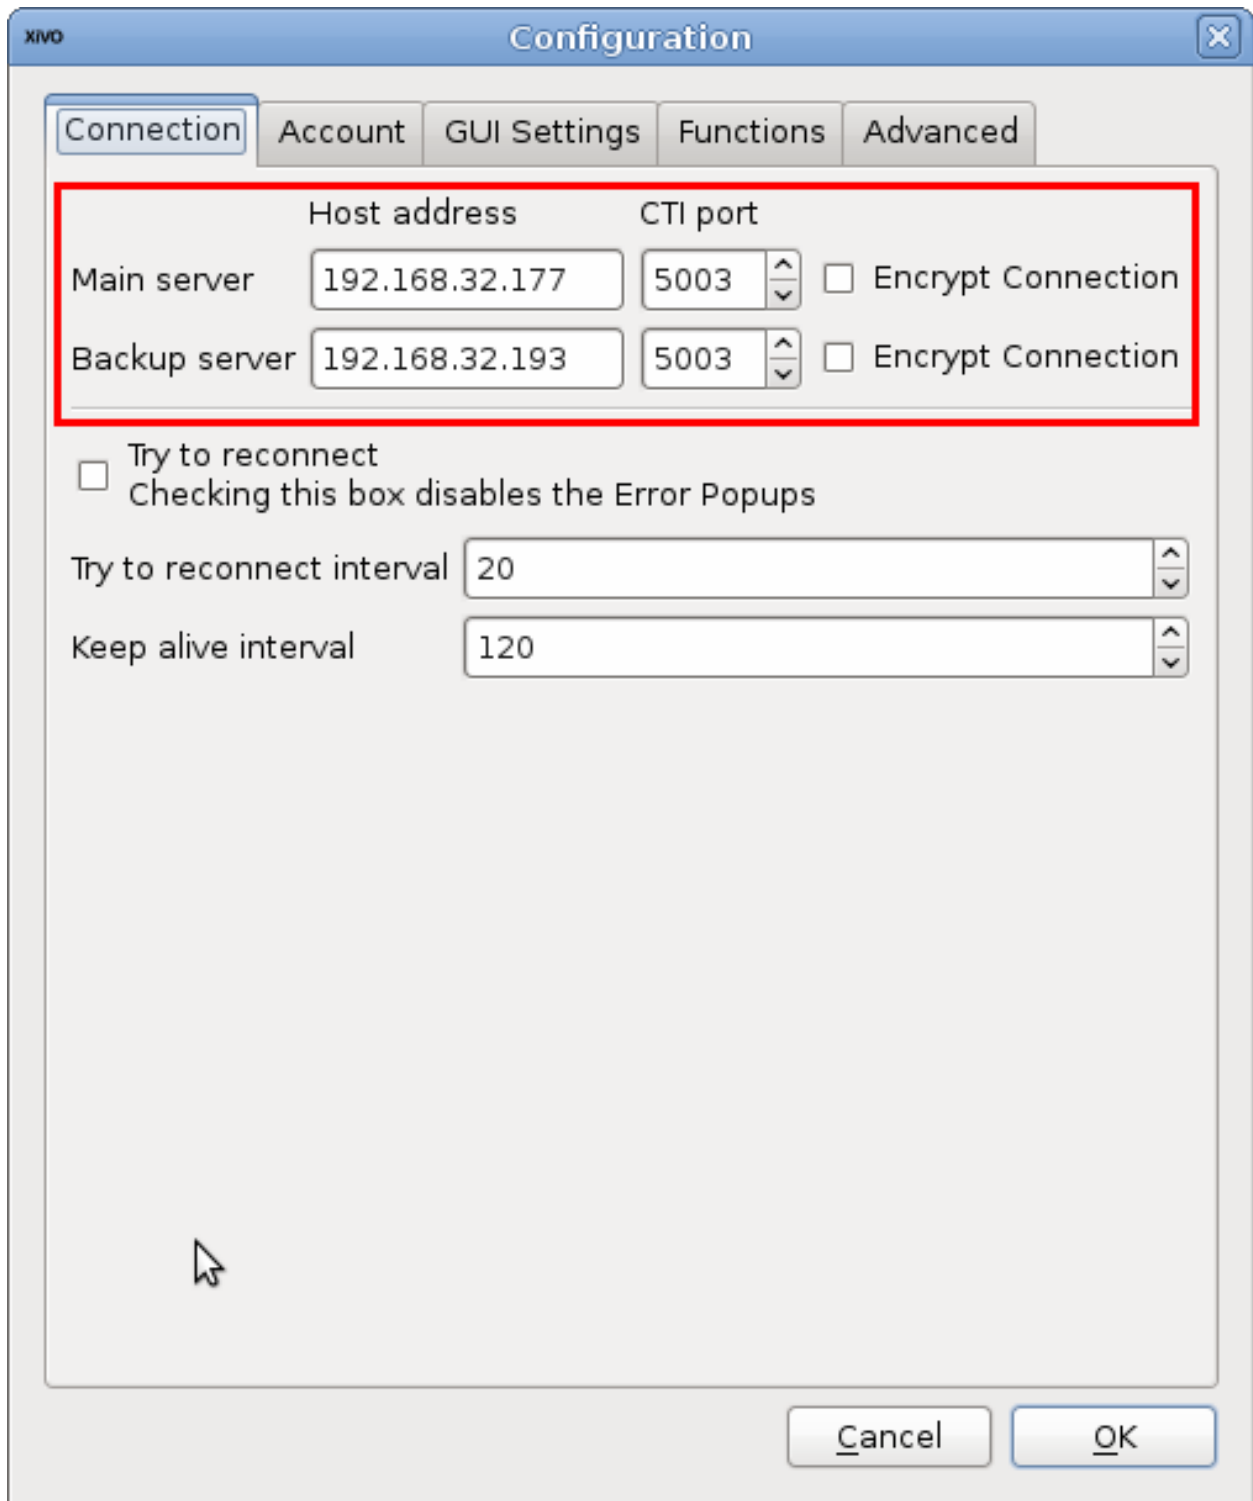 XIVO Configuration
Connection Account GUI Settings Functions Advanced
Host address CTI port
Main server 192.168.32.177 5003 Encrypt Connection
Backup server 192.168.32.193 5003 Encrypt Connection
Try to reconnect
Checking this box disables the Error Popups
Try to reconnect interval 20
Keep alive interval 120
Cancel OK